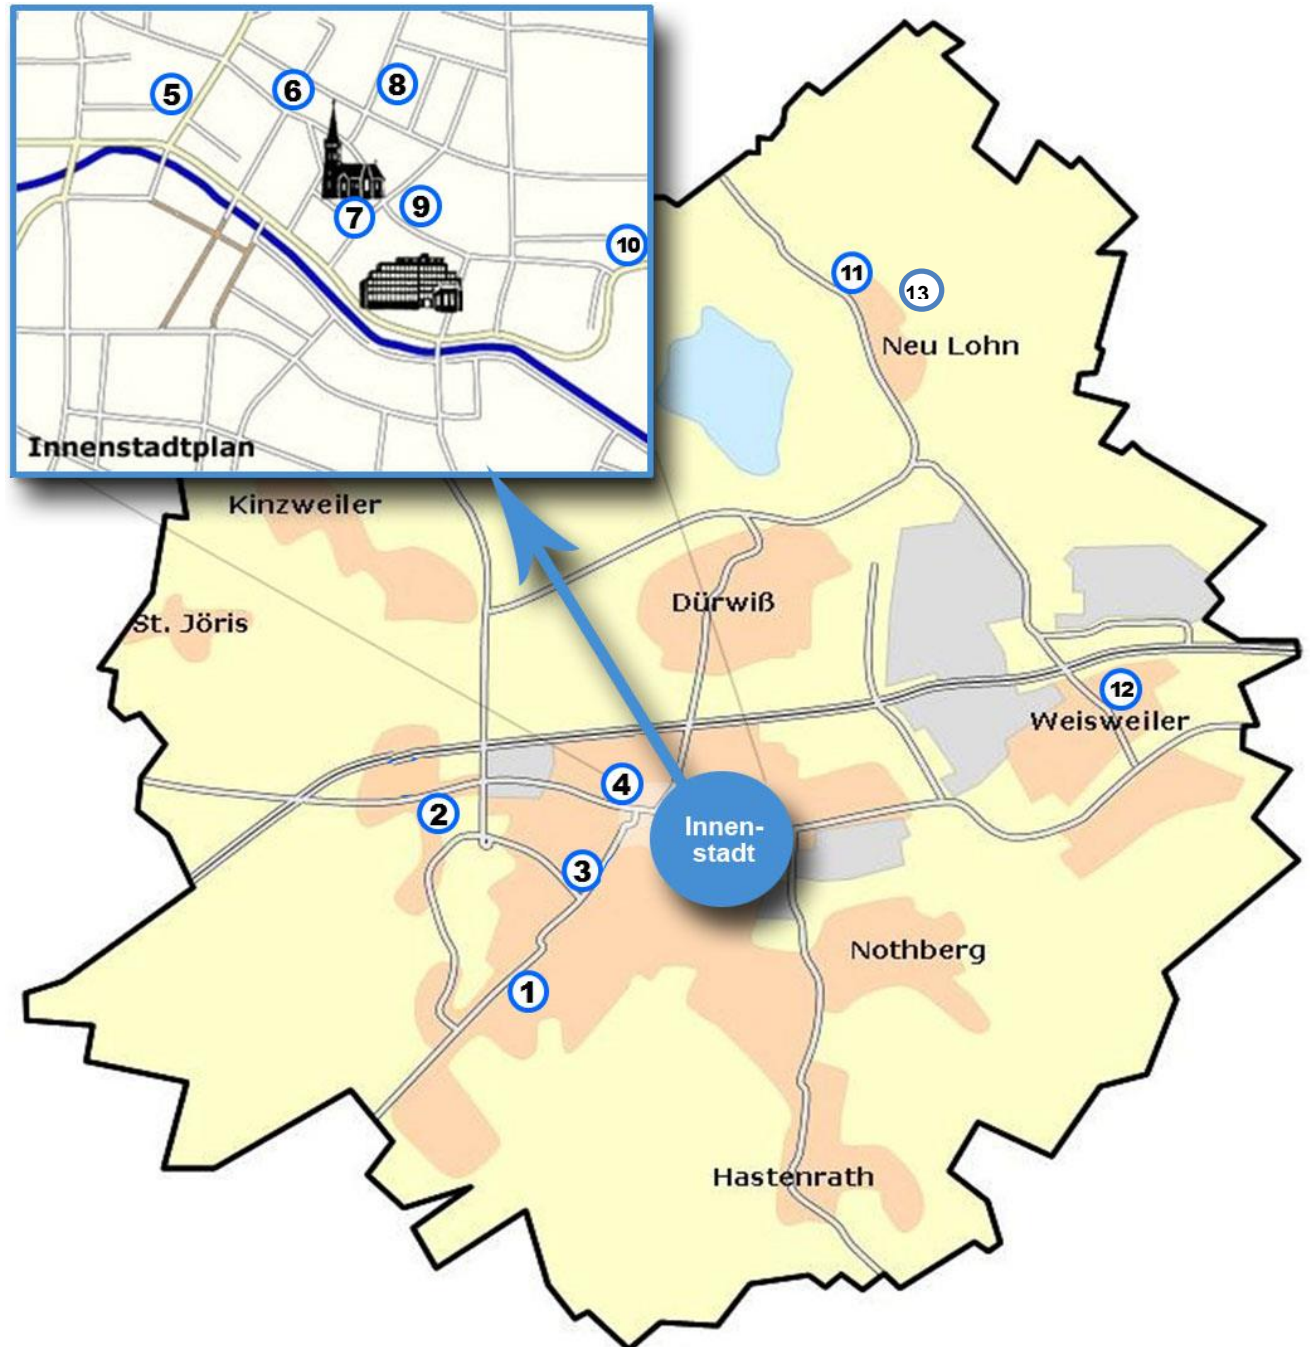 5
6
8
7
9
10
Innenstadtplan
11
13
Neu Lohn
Kinzweiler
Dürwiß
St. Jöris
12
Weisweiler
4
2
Innen-
stadt
3
Nothberg
1
Hastenrath